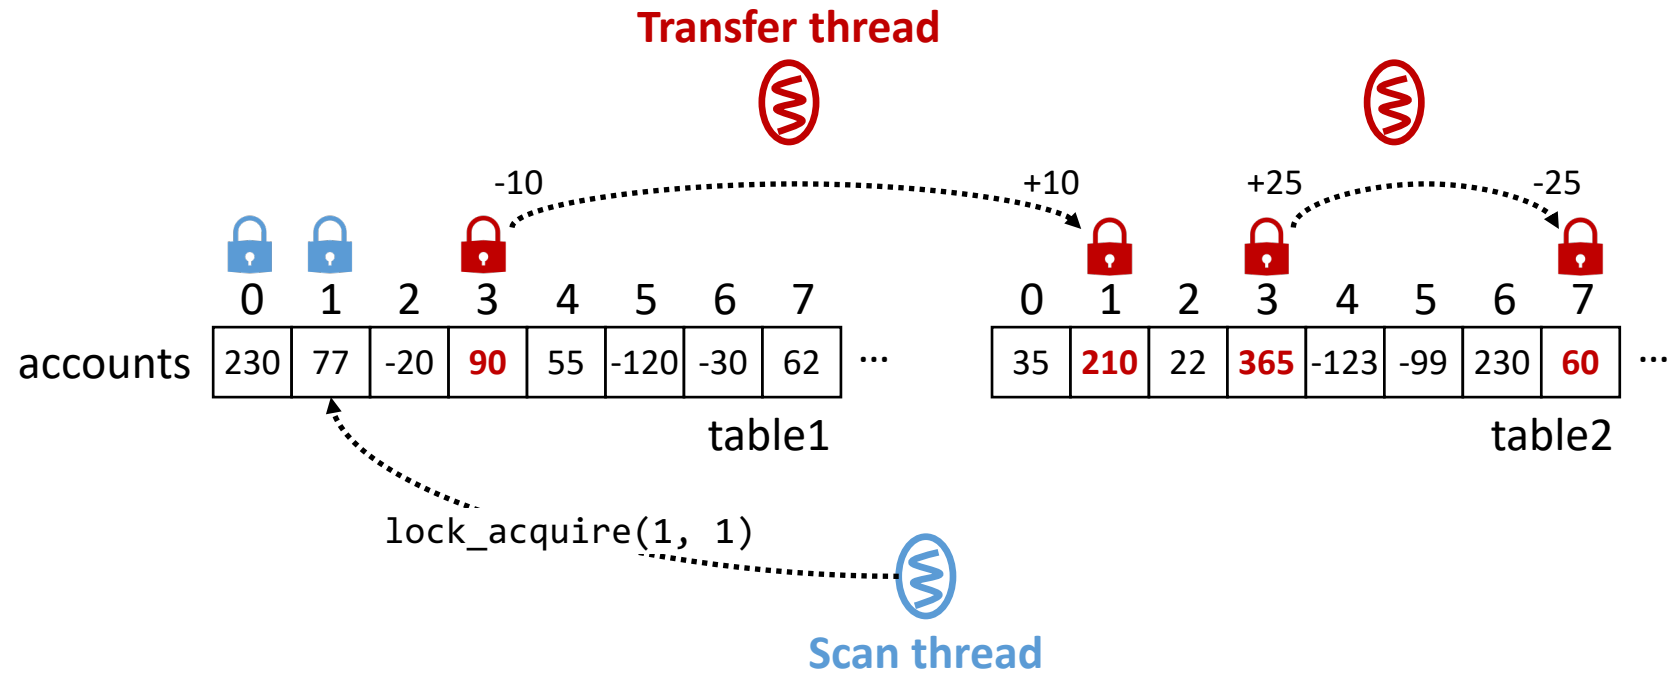 Transfer thread
-10 +10 +25 -25
0 1 2 3 4 5 6 7 0 1 2 3 4 5 6 7
accounts 230 77 -20 90 55 -120 -30 62 ... 35 210 22 365 -123 -99 230 60 ...
table1 table2
lock_acquire(1, 1)
Scan thread